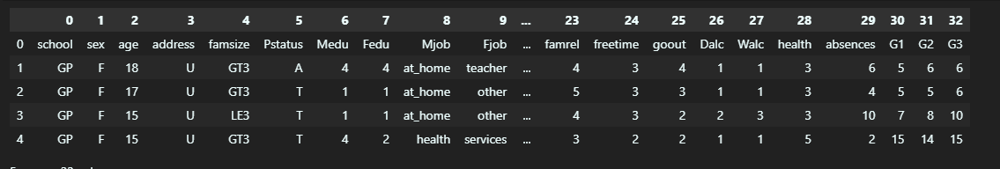 0 1 2 3 4 5 6 7 8 9 ... 23 24 25 26 27 28 29 30 31 32
0 school sex age address famsize Pstatus Medu Fedu Mjob Fjob ... famrel freetime goout Dalc Walc health absences G1 G2 G3
1 GP F 18 U GT3 A 4 4 at_home teacher ... 4 3 4 1 1 3 6 5 6 6
2 GP F 17 U GT3 T 1 1 at_home other ... 5 3 3 1 1 3 4 5 5 6
3 GP F 15 U LE3 T 1 1 at_home other ... 4 3 2 2 3 3 10 7 8 10
4 GP F 15 U GT3 T 4 2 health services ... 3 2 2 1 1 5 2 15 14 15